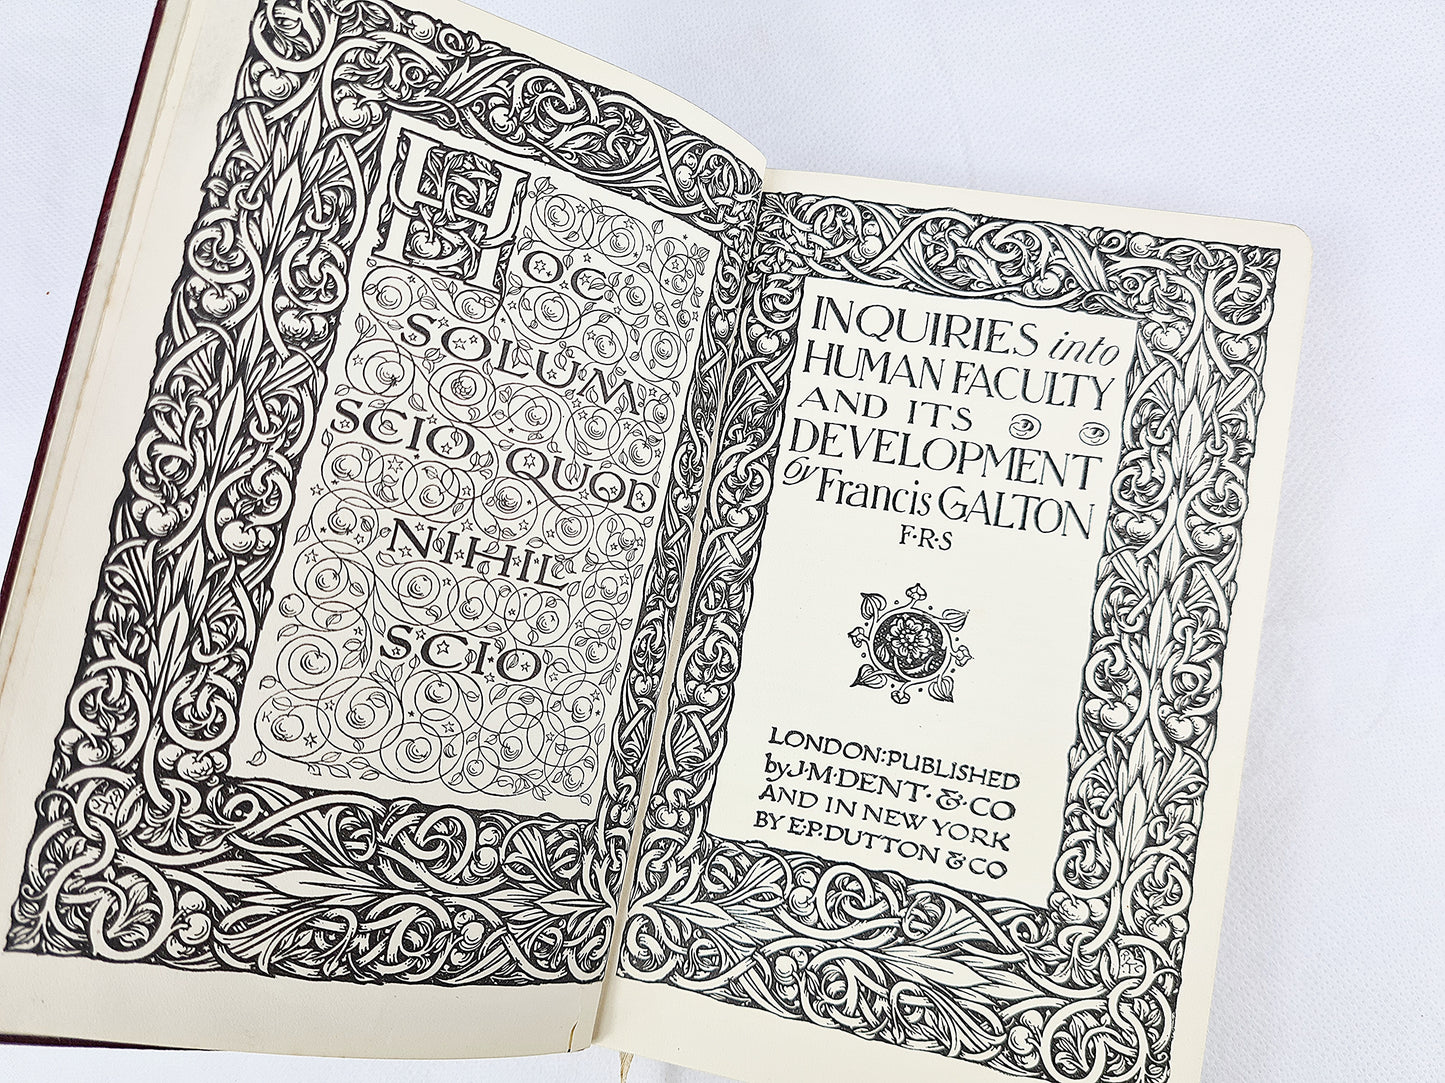 HOC
SOLUM
SCIO QUOD
NIHIL
SCIO
INQUIRIES into
HUMAN FACULTY
AND ITS
DEVELOPMENT
by Francis GALTON
F·R·S
LONDON:PUBLISHED
by J·M·DENT·&·CO
AND IN NEW YORK
BY E·P·DUTTON & CO